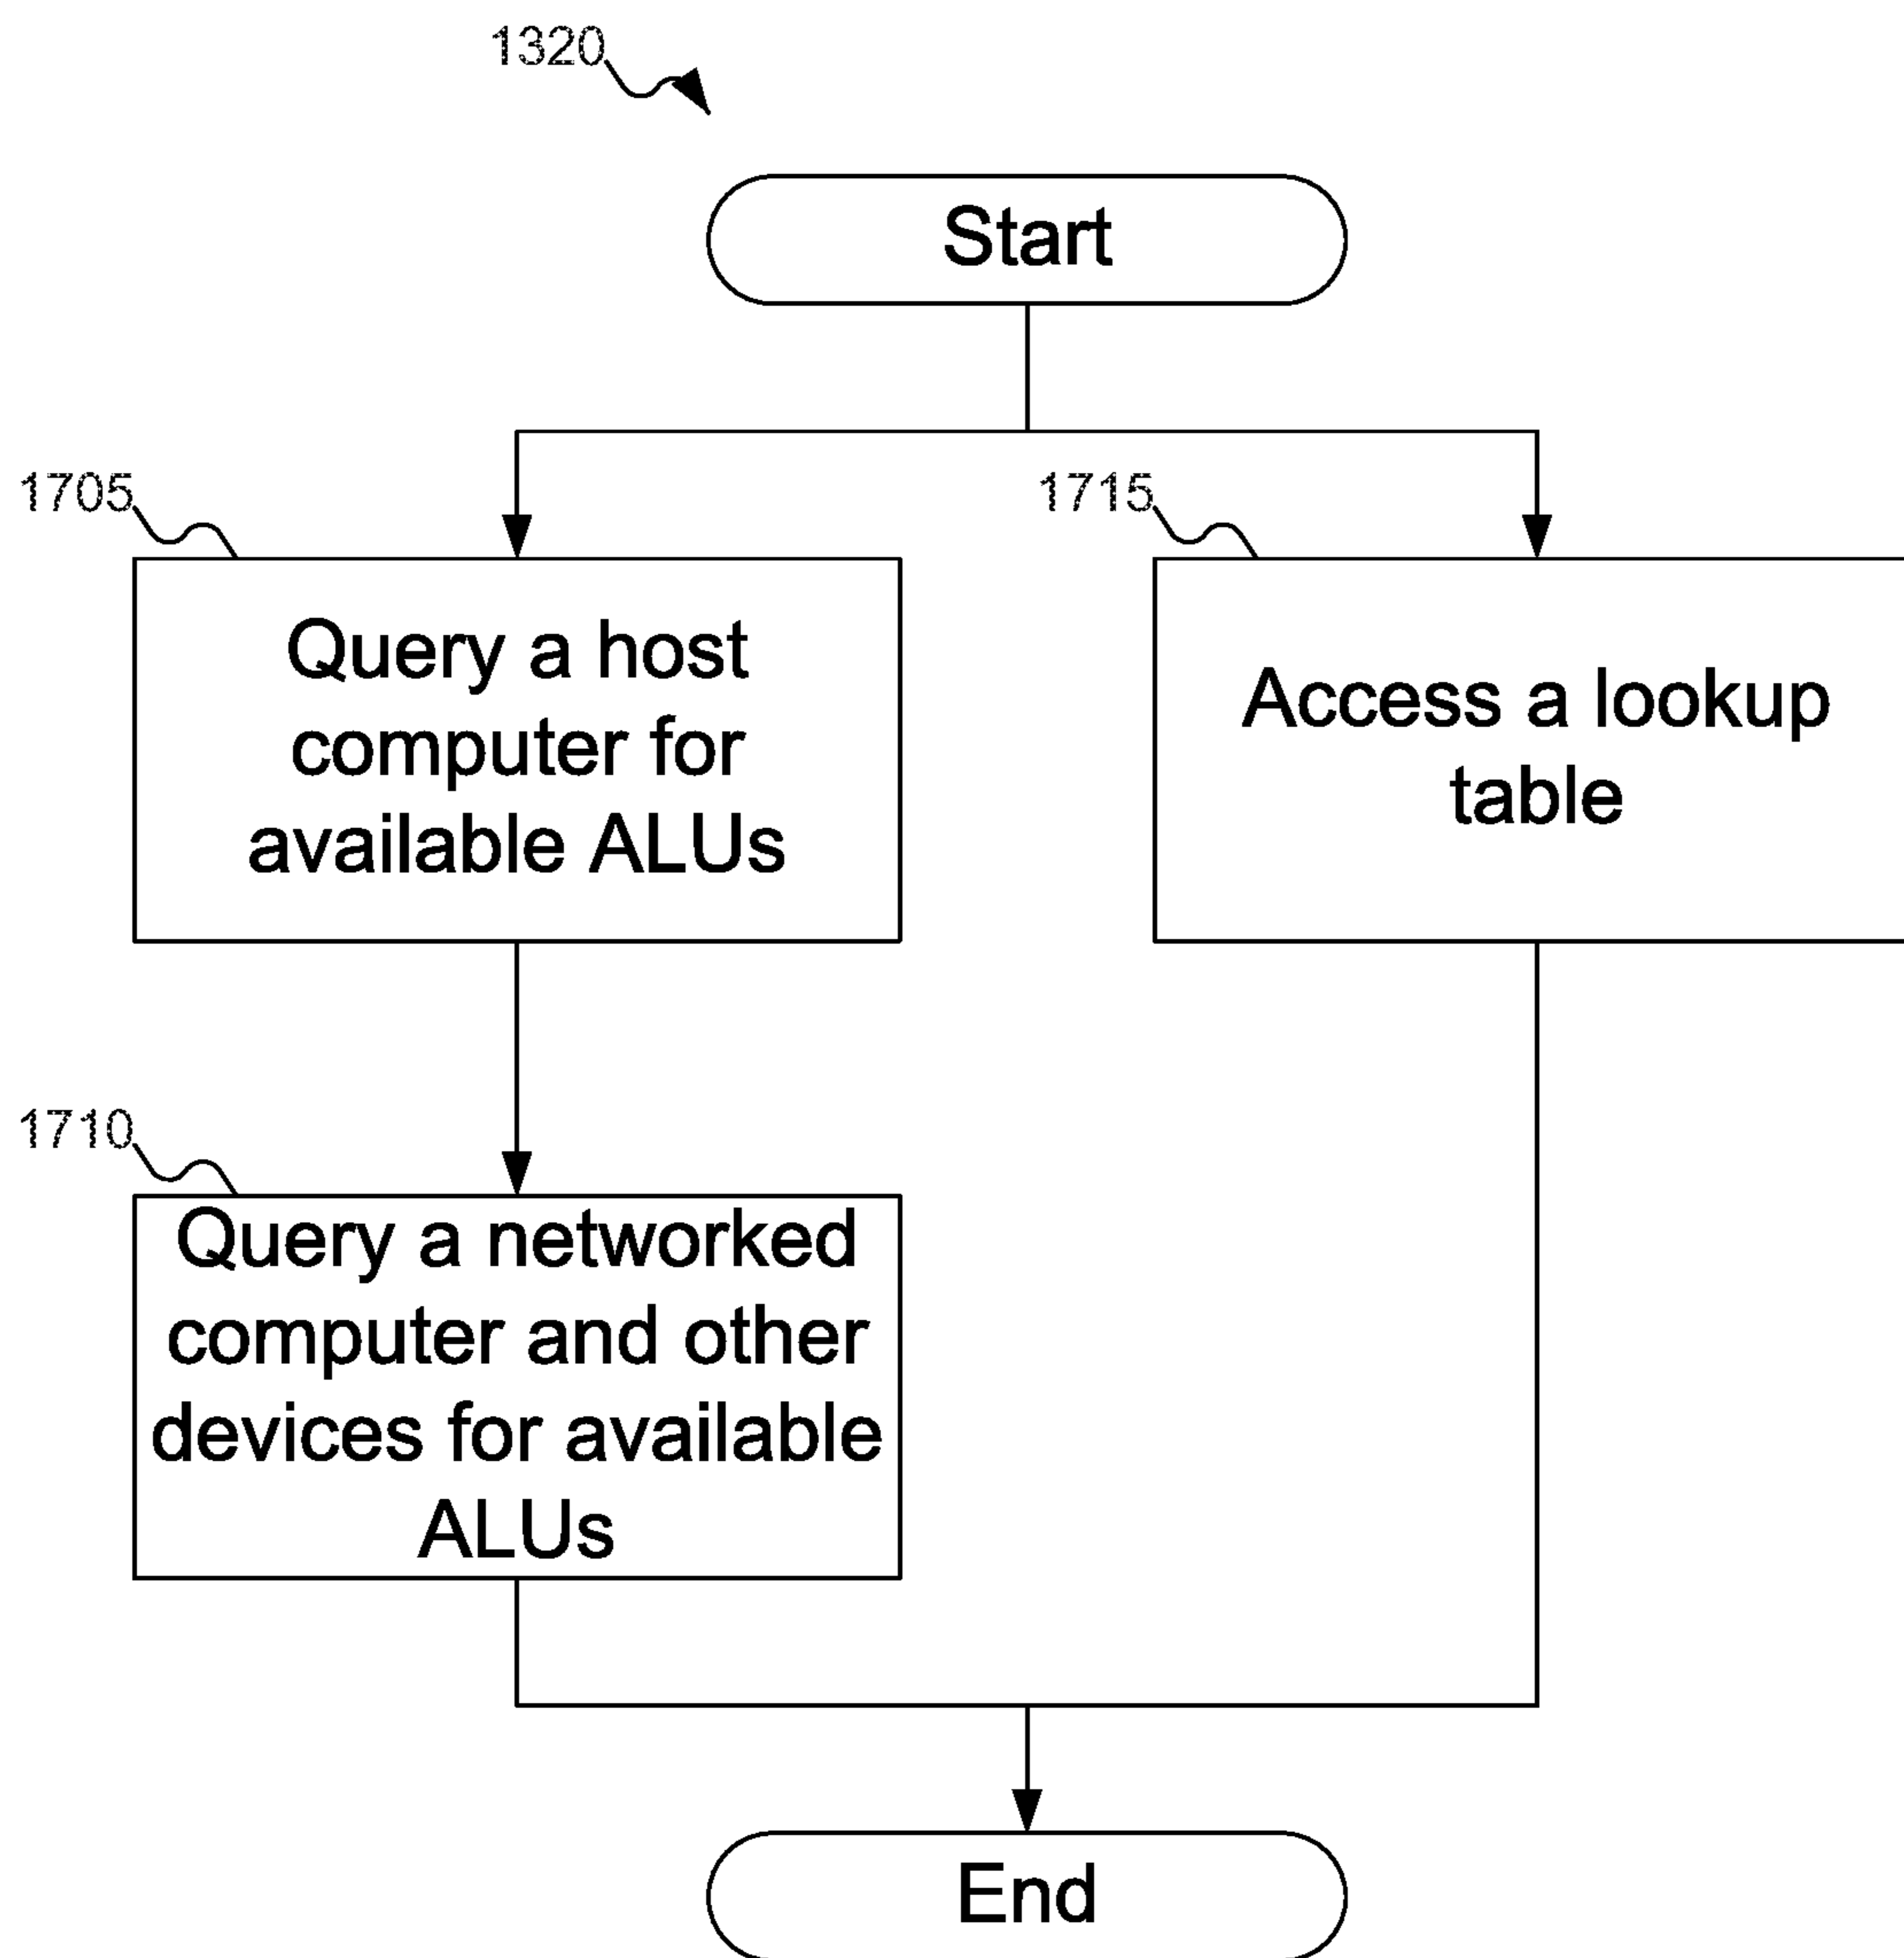 1320
Start
1705
1715
Query a host
computer for
available ALUs
Access a lookup
table
1710
Query a networked
computer and other
devices for available
ALUs
End